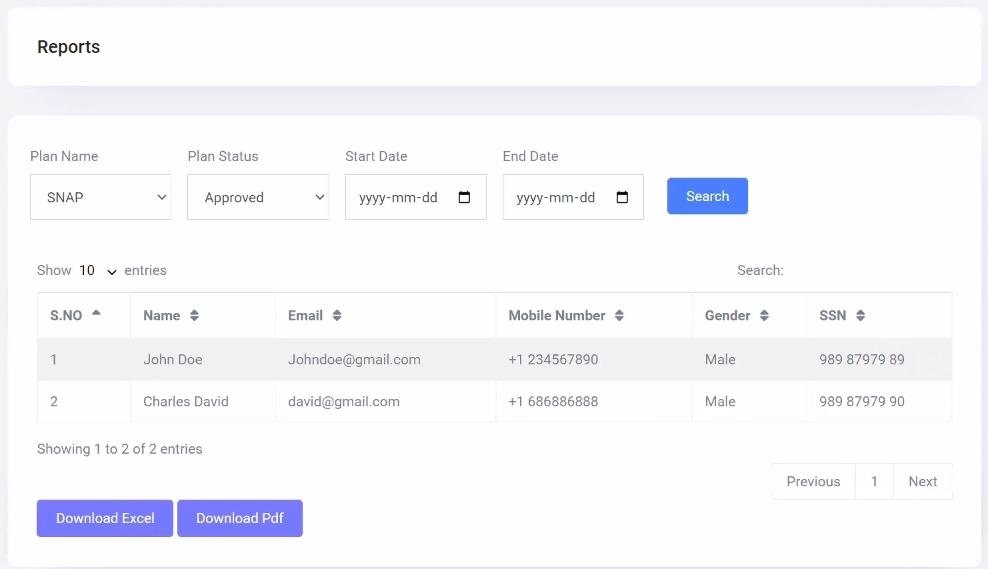 Reports
Plan Name Plan Status Start Date End Date
SNAP Approved yyyy-mm-dd yyyy-mm-dd Search
Show 10 entries Search:
S.NO Name Email Mobile Number Gender SSN
1 John Doe Johndoe@gmail.com +1 234567890 Male 989 87979 89
2 Charles David david@gmail.com +1 686886888 Male 989 87979 90
Showing 1 to 2 of 2 entries
Previous 1 Next
Download Excel Download Pdf